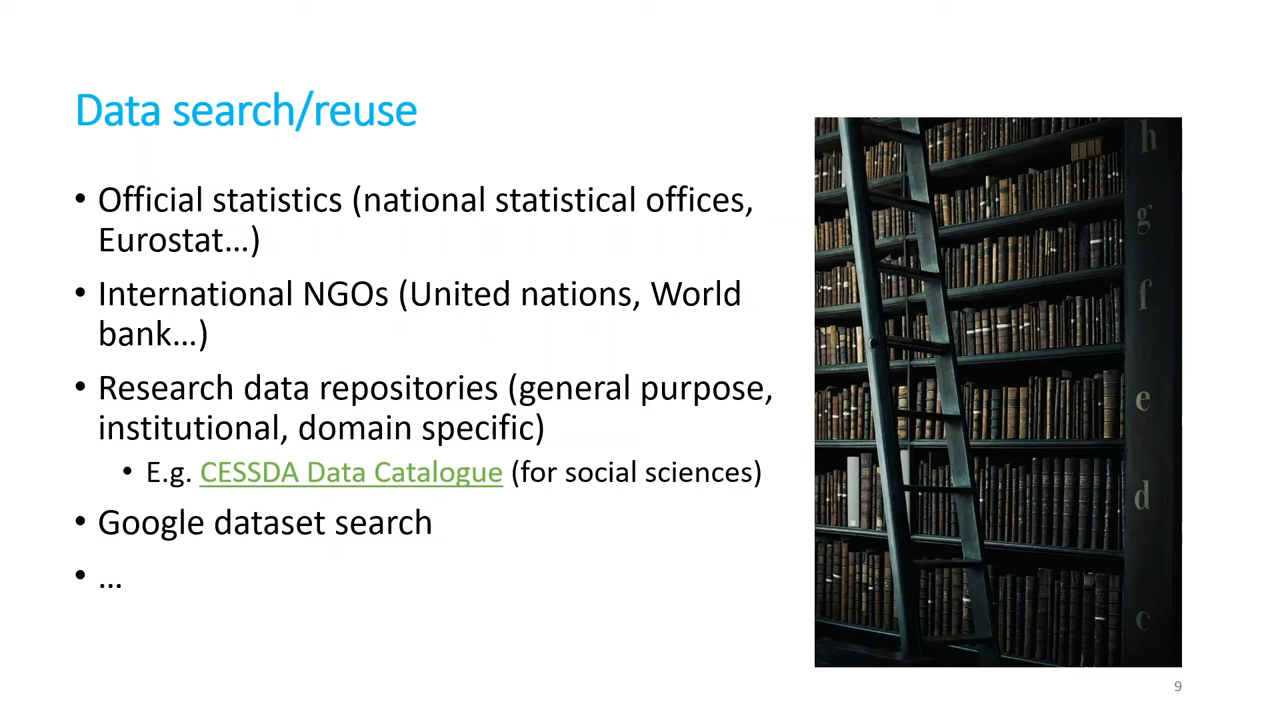 Data search/reuse
• Official statistics (national statistical offices,
Eurostat…)
• International NGOs (United nations, World
bank…)
• Research data repositories (general purpose,
institutional, domain specific)
• E.g. CESSDA Data Catalogue (for social sciences)
• Google dataset search
• …
h
g
f
e
d
c
9